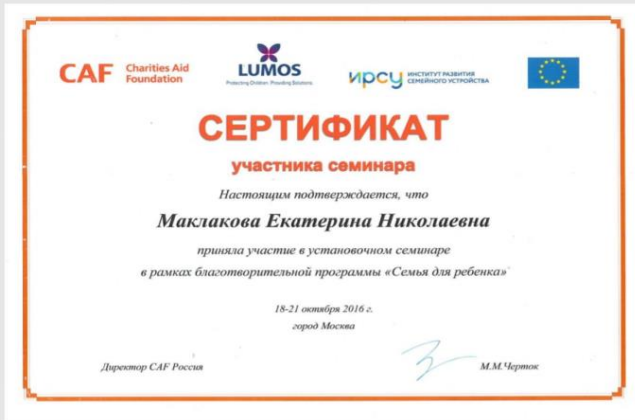 CAF Charities Aid Foundation
LUMOS
Protecting Children. Providing Solutions.
ирсу ИНСТИТУТ РАЗВИТИЯ СЕМЕЙНОГО УСТРОЙСТВА
СЕРТИФИКАТ
участника семинара
Настоящим подтверждается, что
Маклакова Екатерина Николаевна
приняла участие в установочном семинаре
в рамках благотворительной программы «Семья для ребенка»
18-21 октября 2016 г.
город Москва
Директор CAF Россия
М.М.Черток